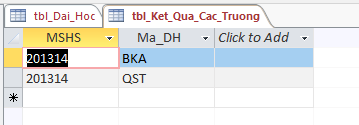 tbl_Dai_Hoc tbl_Ket_Qua_Cac_Truong
MSHS Ma_DH Click to Add
201314 BKA
201314 QST